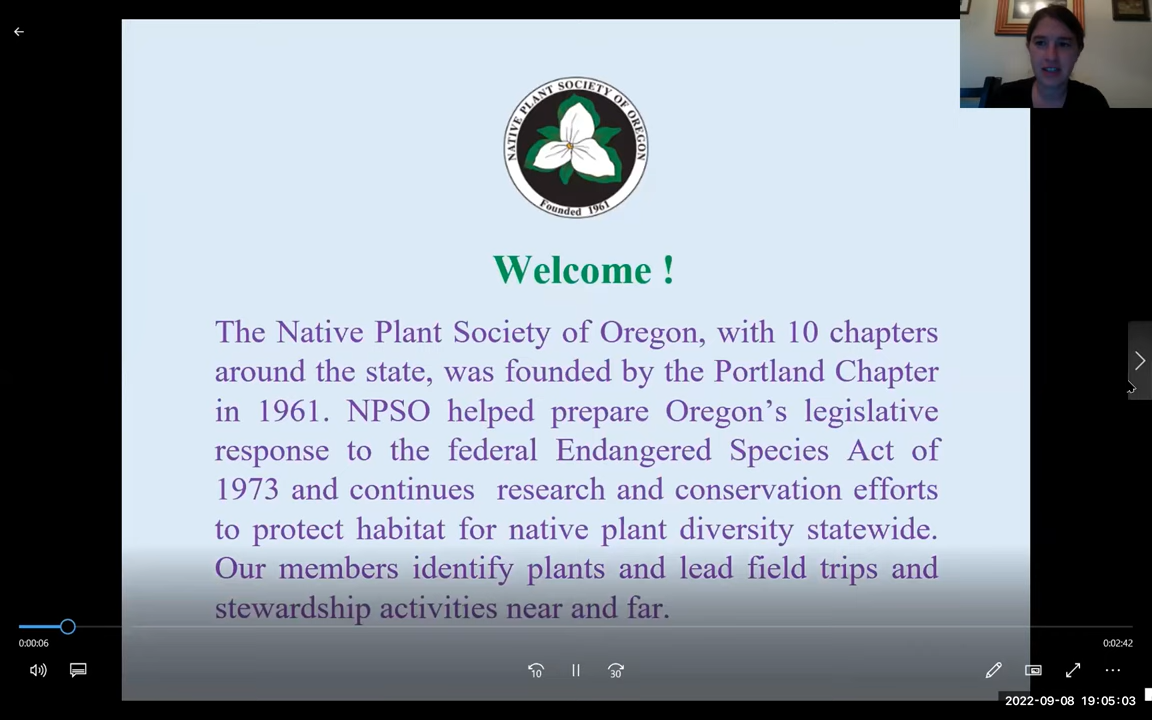 NATIVE PLANT SOCIETY OF OREGON
Founded 1961
Welcome !
The Native Plant Society of Oregon, with 10 chapters
around the state, was founded by the Portland Chapter
in 1961. NPSO helped prepare Oregon's legislative
response to the federal Endangered Species Act of
1973 and continues research and conservation efforts
to protect habitat for native plant diversity statewide.
Our members identify plants and lead field trips and
stewardship activities near and far.
0:00:06
0:02:42
10
30
2022-09-08 19:05:03